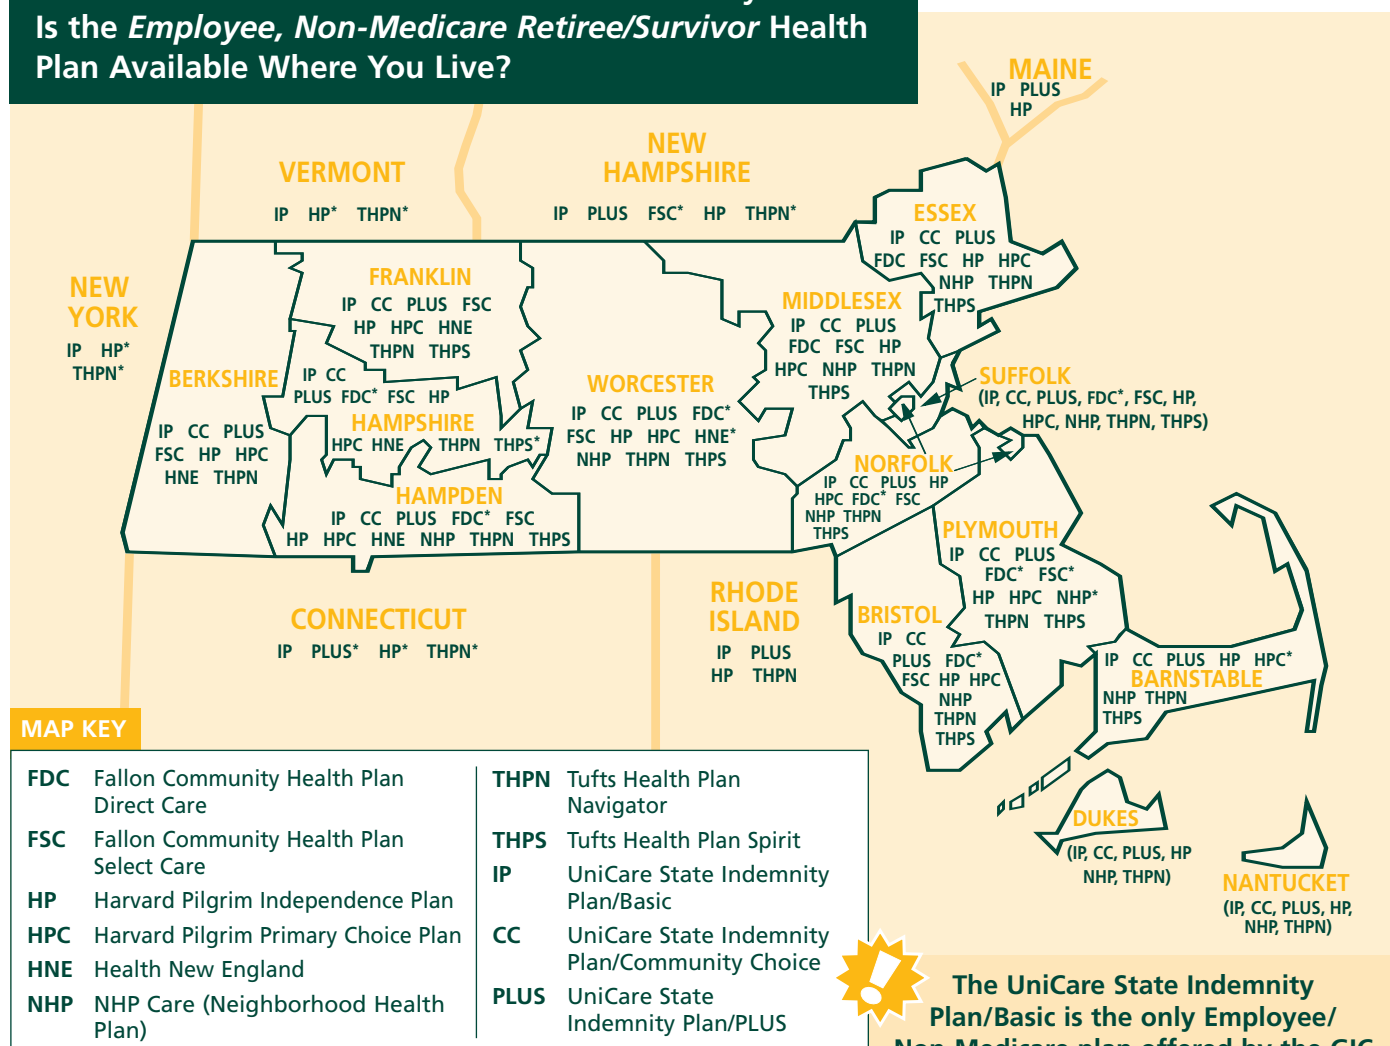 Is the Employee, Non-Medicare Retiree/Survivor Health
Plan Available Where You Live?
MAINE
IP PLUS
HP
NEW
HAMPSHIRE
IP PLUS FSC* HP THPN*
VERMONT
IP HP* THPN*
NEW
YORK
IP HP*
THPN*
ESSEX
IP CC PLUS
FDC FSC HP HPC
NHP THPN
THPS
FRANKLIN
IP CC PLUS FSC
HP HPC HNE
THPN THPS
MIDDLESEX
IP CC PLUS
FDC FSC HP
HPC NHP THPN
THPS
BERKSHIRE
IP CC PLUS
FSC HP HPC
HNE THPN
IP CC
PLUS FDC* FSC HP
HAMPSHIRE
HPC HNE THPN THPS*
WORCESTER
IP CC PLUS FDC*
FSC HP HPC HNE*
NHP THPN THPS
SUFFOLK
(IP, CC, PLUS, FDC*, FSC, HP,
HPC, NHP, THPN, THPS)
NORFOLK
IP CC PLUS HP
HPC FDC* FSC
NHP THPN
THPS
HAMPDEN
IP CC PLUS FDC* FSC
HP HPC HNE NHP THPN THPS
PLYMOUTH
IP CC PLUS
FDC* FSC*
HP HPC NHP*
THPN THPS
CONNECTICUT
IP PLUS* HP* THPN*
RHODE
ISLAND
IP PLUS
HP THPN
BRISTOL
IP CC
PLUS FDC*
FSC HP HPC
NHP
THPN
THPS
IP CC PLUS HP HPC*
BARNSTABLE
NHP THPN
THPS
DUKES
(IP, CC, PLUS, HP
NHP, THPN)
NANTUCKET
(IP, CC, PLUS, HP,
NHP, THPN)
MAP KEY
FDC Fallon Community Health Plan
Direct Care
FSC Fallon Community Health Plan
Select Care
HP Harvard Pilgrim Independence Plan
HPC Harvard Pilgrim Primary Choice Plan
HNE Health New England
NHP NHP Care (Neighborhood Health
Plan)
THPN Tufts Health Plan
Navigator
THPS Tufts Health Plan Spirit
IP UniCare State Indemnity
Plan/Basic
CC UniCare State Indemnity
Plan/Community Choice
PLUS UniCare State
Indemnity Plan/PLUS
The UniCare State Indemnity
Plan/Basic is the only Employee/
Non-Medicare plan offered by the GIC